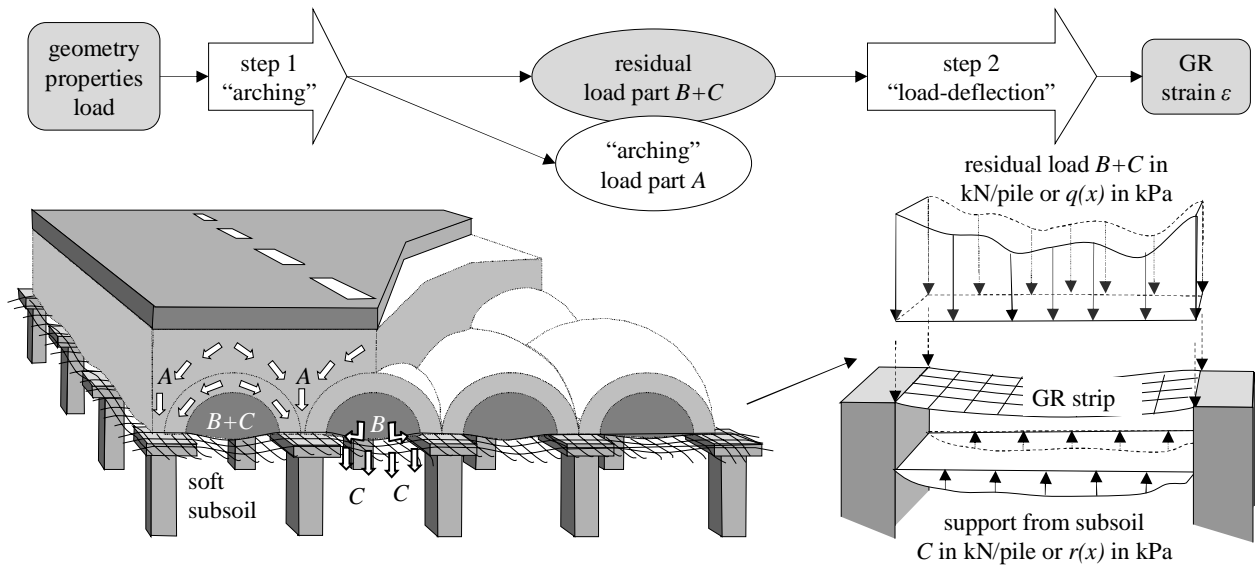 geometry
properties
load
step 1
“arching”
residual
load part B+C
“arching”
load part A
step 2
“load-deflection”
GR
strain ε
residual load B+C in
kN/pile or q(x) in kPa
A
A
B+C
B
C
C
soft
subsoil
GR strip
support from subsoil
C in kN/pile or r(x) in kPa